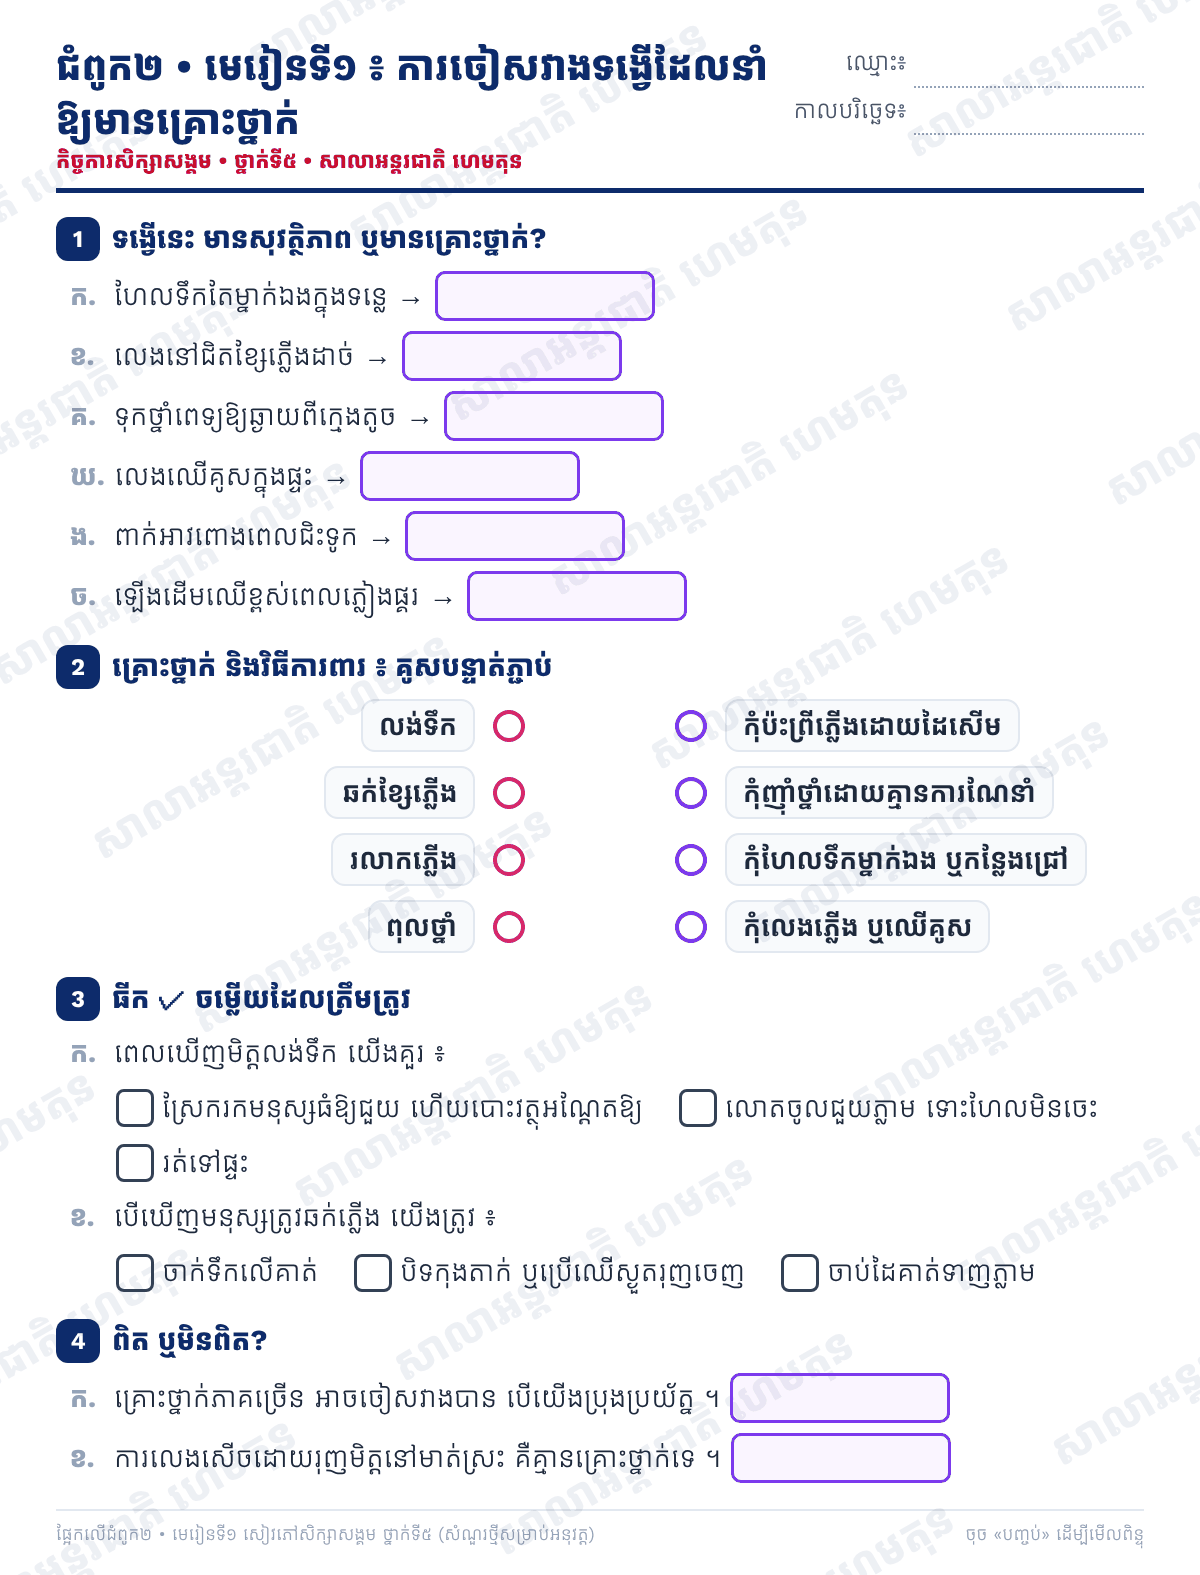 ជំពូក២ • មេរៀនទី១ ៖ ការចៀសវាងទង្វើដែលនាំ
ឱ្យមានគ្រោះថ្នាក់
ឈ្មោះ៖
កាលបរិច្ឆេទ៖
កិច្ចការសិក្សាសង្គម • ថ្នាក់ទី៥ • សាលាអន្តរជាតិ ហេមតុន
1 ទង្វើនេះ មានសុវត្ថិភាព ឬមានគ្រោះថ្នាក់?
ក. ហែលទឹកតែម្នាក់ឯងក្នុងទន្លេ →
ខ. លេងនៅជិតខ្សែភ្លើងដាច់ →
គ. ទុកថ្នាំពេទ្យឱ្យឆ្ងាយពីក្មេងតូច →
ឃ. លេងឈើគូសក្នុងផ្ទះ →
ង. ពាក់អាវពោងពេលជិះទូក →
ច. ឡើងដើមឈើខ្ពស់ពេលភ្លៀងផ្គរ →
2 គ្រោះថ្នាក់ និងវិធីការពារ ៖ គូសបន្ទាត់ភ្ជាប់
លង់ទឹក កុំប៉ះព្រីភ្លើងដោយដៃសើម
ឆក់ខ្សែភ្លើង កុំញ៉ាំថ្នាំដោយគ្មានការណែនាំ
រលាកភ្លើង កុំហែលទឹកម្នាក់ឯង ឬកន្លែងជ្រៅ
ពុលថ្នាំ កុំលេងភ្លើង ឬឈើគូស
3 ធីក ✓ ចម្លើយដែលត្រឹមត្រូវ
ក. ពេលឃើញមិត្តលង់ទឹក យើងគួរ ៖
ស្រែករកមនុស្សធំឱ្យជួយ ហើយបោះវត្ថុអណ្តែតឱ្យ លោតចូលជួយភ្លាម ទោះហែលមិនចេះ
រត់ទៅផ្ទះ
ខ. បើឃើញមនុស្សត្រូវឆក់ភ្លើង យើងត្រូវ ៖
ចាក់ទឹកលើគាត់ បិទកុងតាក់ ឬប្រើឈើស្ងួតរុញចេញ ចាប់ដៃគាត់ទាញភ្លាម
4 ពិត ឬមិនពិត?
ក. គ្រោះថ្នាក់ភាគច្រើន អាចចៀសវាងបាន បើយើងប្រុងប្រយ័ត្ន ។
ខ. ការលេងសើចដោយរុញមិត្តនៅមាត់ស្រះ គឺគ្មានគ្រោះថ្នាក់ទេ ។
ផ្អែកលើជំពូក២ • មេរៀនទី១ សៀវភៅសិក្សាសង្គម ថ្នាក់ទី៥ (សំណួរថ្មីសម្រាប់អនុវត្ត)
ចុច «បញ្ចប់» ដើម្បីមើលពិន្ទុ